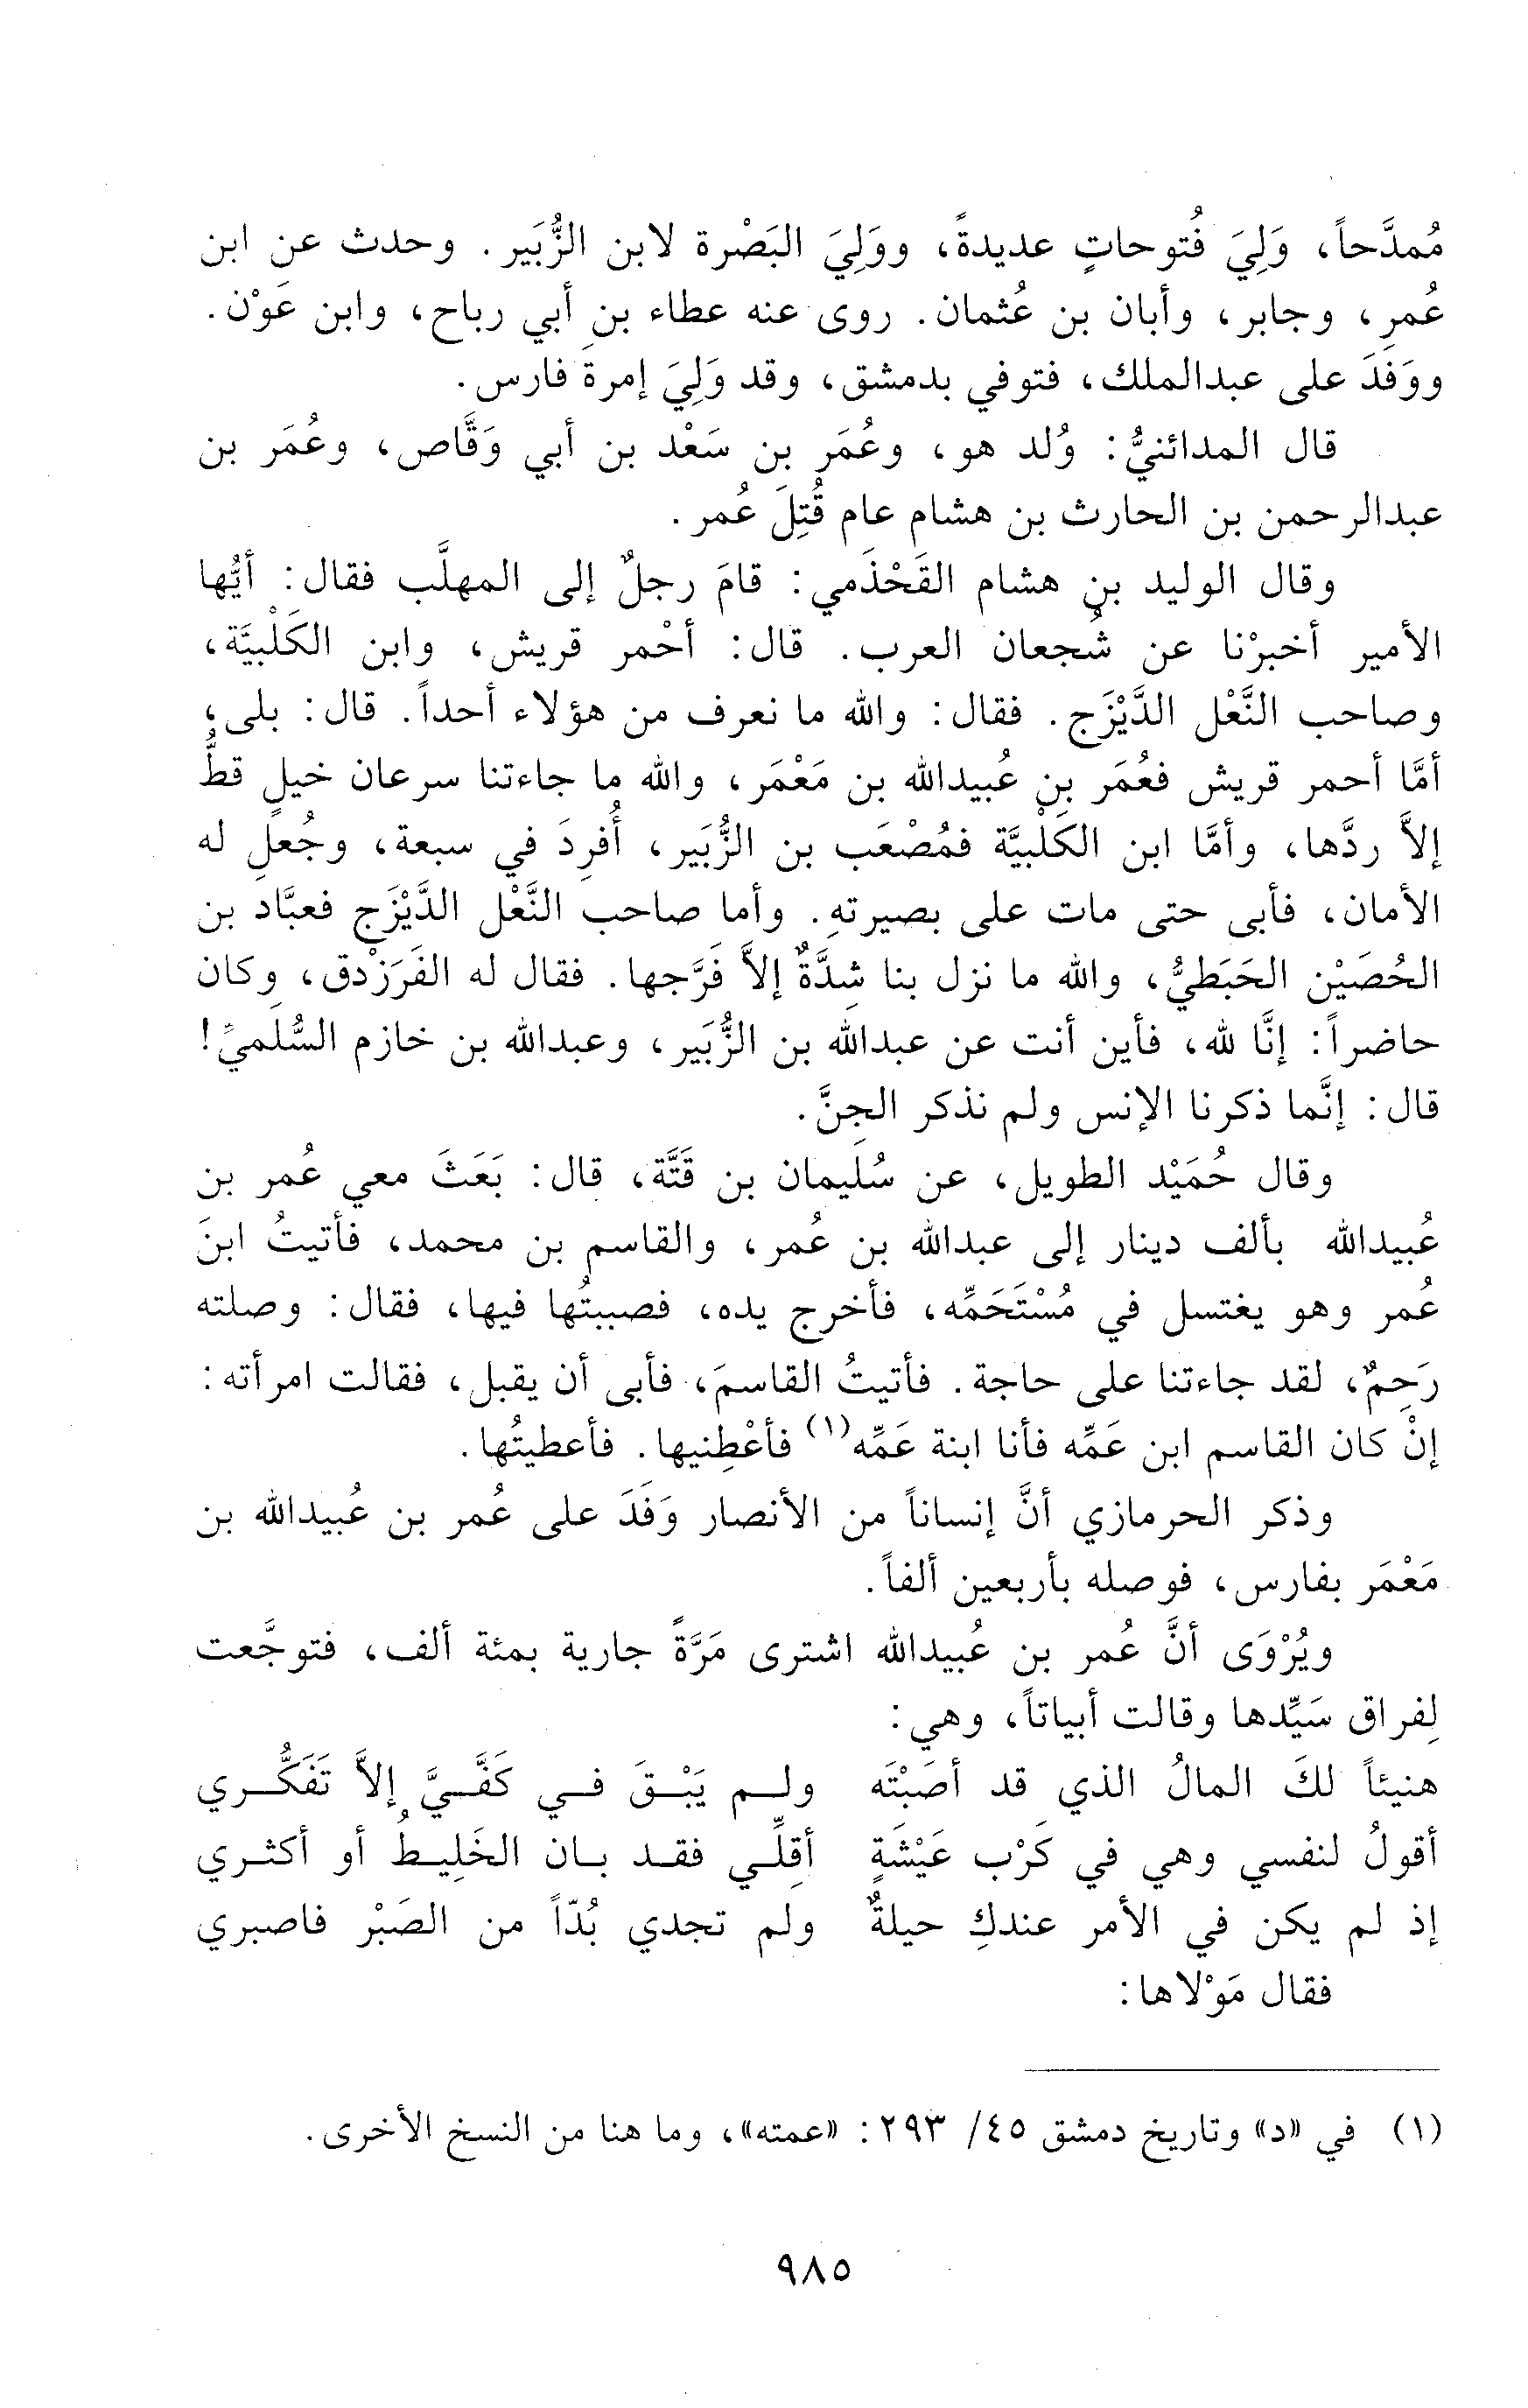 مُمدَّحاً، وَلِيَ فُتوحاتٍ عديدةً، ووَلِيَ البَصْرة لابن الزُّبَير. وحدث عن ابن
عُمر، وجابر، وأبان بن عُثمان. روى عنه عطاء بن أبي رباح، وابن عَوْن.
ووَفَدَ على عبدالملك، فتوفي بدمشق، وقد وَلِيَ إمرةَ فارس.
قال المدائنيُّ: وُلد هو، وعُمَر بن سَعْد بن أبي وَقَّاص، وعُمَر بن
عبدالرحمن بن الحارث بن هشام عام قُتِلَ عُمر.
وقال الوليد بن هشام القَحْذَمي: قامَ رجلٌ إلى المهلَّب فقال: أيُّها
الأمير أخبرْنا عن شُجعان العرب. قال: أحْمر قريش، وابن الكَلْبيَّة،
وصاحب النَّعْل الدَّيْزَج. فقال: والله ما نعرف من هؤلاء أحداً. قال: بلى،
أمَّا أحمر قريش فعُمَر بن عُبيدالله بن مَعْمَر، والله ما جاءتنا سرعان خيلٍ قطُّ
إلاَّ ردَّها، وأمَّا ابن الكَلْبيَّة فمُصْعَب بن الزُّبَير، أُفرِدَ في سبعة، وجُعلِ له
الأمان، فأبى حتى مات على بصيرتهِ. وأما صاحب النَّعْل الدَّيْزَج فعبَّاد بن
الحُصَيْن الحَبَطيُّ، والله ما نزل بنا شِدَّةٌ إلاَّ فَرَّجها. فقال له الفَرَزْدق، وكان
حاضراً: إنَّا لله، فأين أنت عن عبدالله بن الزُّبَير، وعبدالله بن خازم السُّلَميِّ!
قال: إنَّما ذكرنا الإنس ولم نذكر الجِنَّ.
وقال حُمَيْد الطويل، عن سُلَيمان بن قَتَّة، قال: بَعَثَ معي عُمر بن
عُبيدالله بألف دينار إلى عبدالله بن عُمر، والقاسم بن محمد، فأتيتُ ابنَ
عُمر وهو يغتسل في مُسْتَحَمِّه، فأخرج يده، فصببتُها فيها، فقال: وصلته
رَحِمٌ، لقد جاءتنا على حاجة. فأتيتُ القاسمَ، فأبى أن يقبل، فقالت امرأته:
إنْ كان القاسم ابن عَمِّه فأنا ابنة عَمِّه(١) فأعْطِنيها. فأعطيتُها.
وذكر الحرمازي أنَّ إنساناً من الأنصار وَفَدَ على عُمر بن عُبيدالله بن
مَعْمَر بفارس، فوصله بأربعين ألفاً.
ويُرْوَى أنَّ عُمر بن عُبيدالله اشترى مَرَّةً جارية بمئة ألف، فتوجَّعت
لِفراق سَيِّدها وقالت أبياتاً، وهي:
هنيئاً لكَ المالُ الذي قد أصَبْتَه ولم يَبْقَ في كَفَّيَّ إلاَّ تَفَكُّري
أقولُ لنفسي وهي في كَرْب عَيْشَةٍ أقِلِّي فقد بان الخَلِيطُ أو أكثري
إذ لم يكن في الأمر عندكِ حيلةٌ ولم تجدي بُدّاً من الصَبْر فاصبري
فقال مَوْلاها:
(١) في «د» وتاريخ دمشق ٤٥/ ٢٩٣: «عمته»، وما هنا من النسخ الأخرى.
٩٨٥